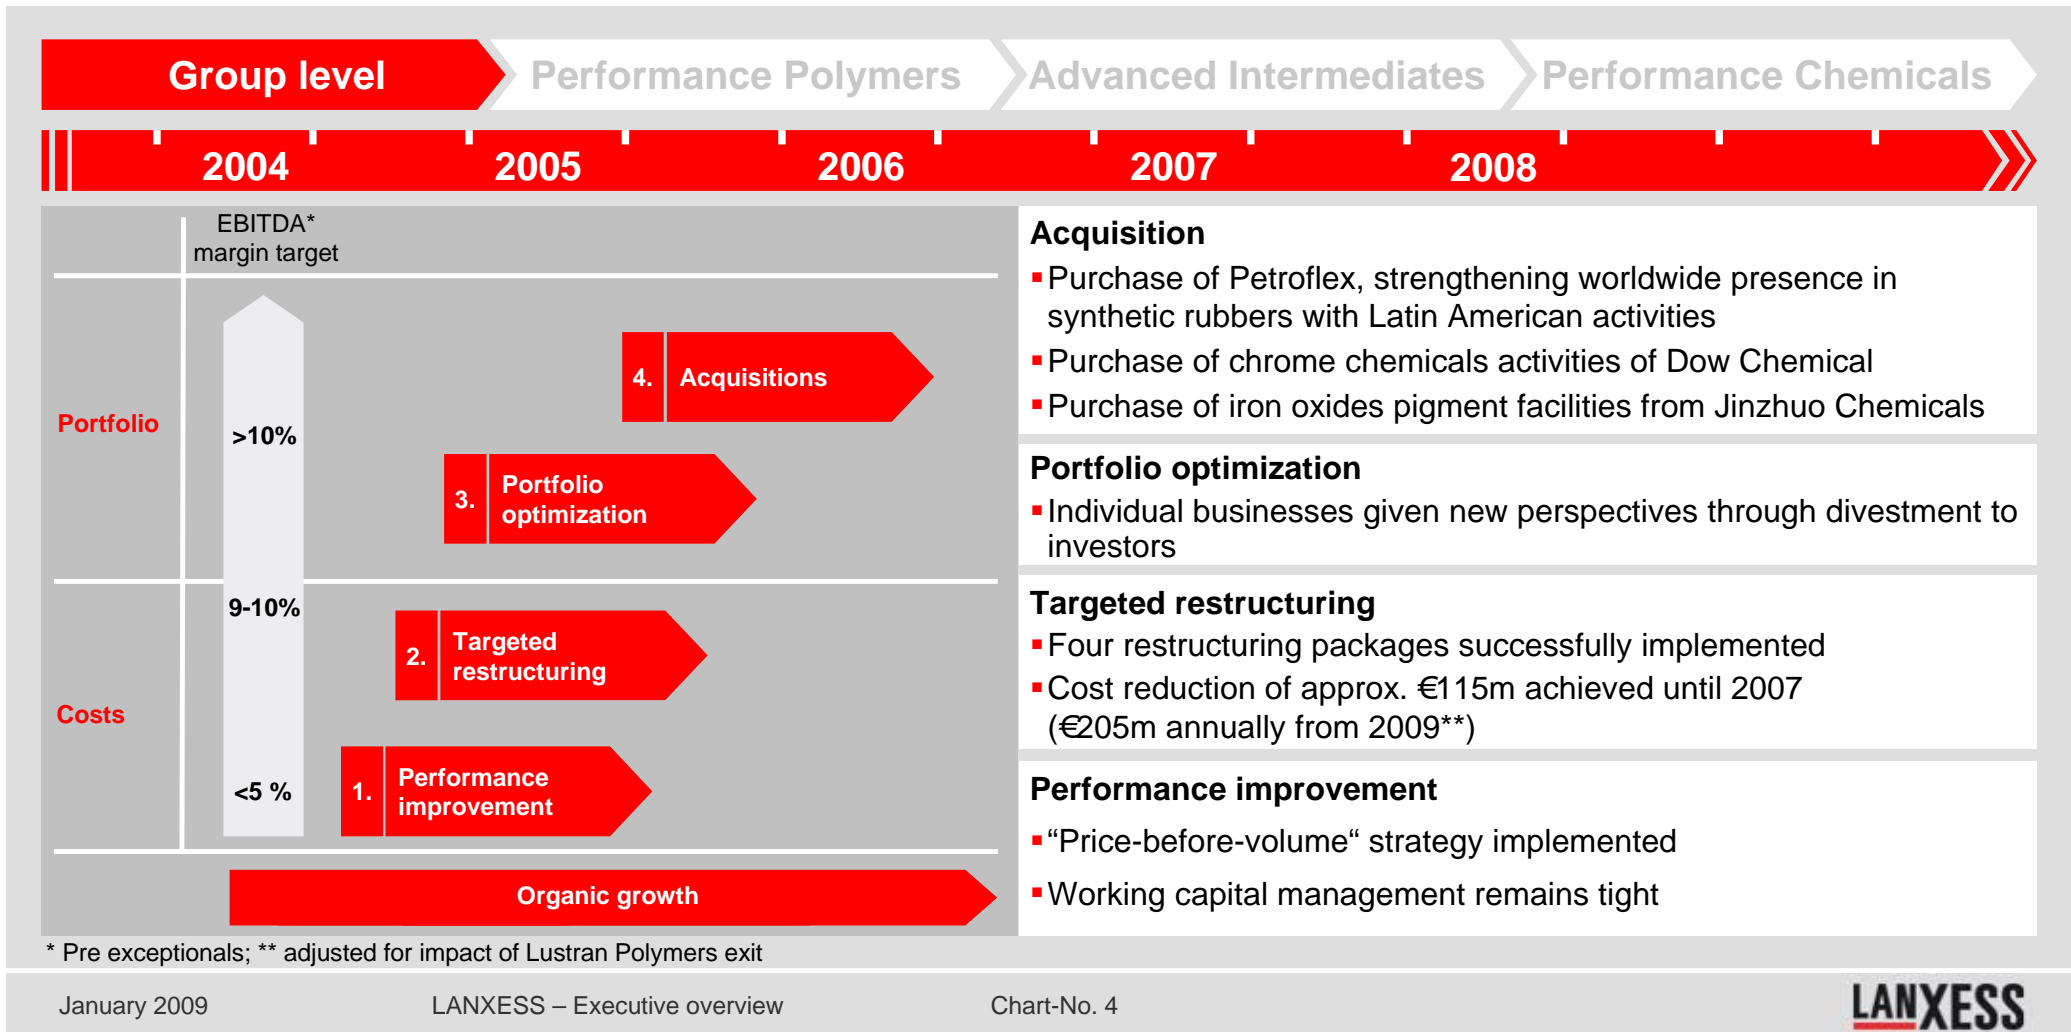 Group level
Performance Polymers
Advanced Intermediates
Performance Chemicals
2004
2005
2006
2007
2008
EBITDA*
margin target
Portfolio
>10%
4. Acquisitions
3. Portfolio
optimization
9-10%
Costs
2. Targeted
restructuring
<5 %
1. Performance
improvement
Organic growth
Acquisition
▪Purchase of Petroflex, strengthening worldwide presence in
synthetic rubbers with Latin American activities
▪Purchase of chrome chemicals activities of Dow Chemical
▪Purchase of iron oxides pigment facilities from Jinzhuo Chemicals
Portfolio optimization
▪Individual businesses given new perspectives through divestment to
investors
Targeted restructuring
▪Four restructuring packages successfully implemented
▪Cost reduction of approx. €115m achieved until 2007
(€205m annually from 2009**)
Performance improvement
▪“Price-before-volume“ strategy implemented
▪Working capital management remains tight
* Pre exceptionals; ** adjusted for impact of Lustran Polymers exit
January 2009
LANXESS – Executive overview
Chart-No. 4
LANXESS